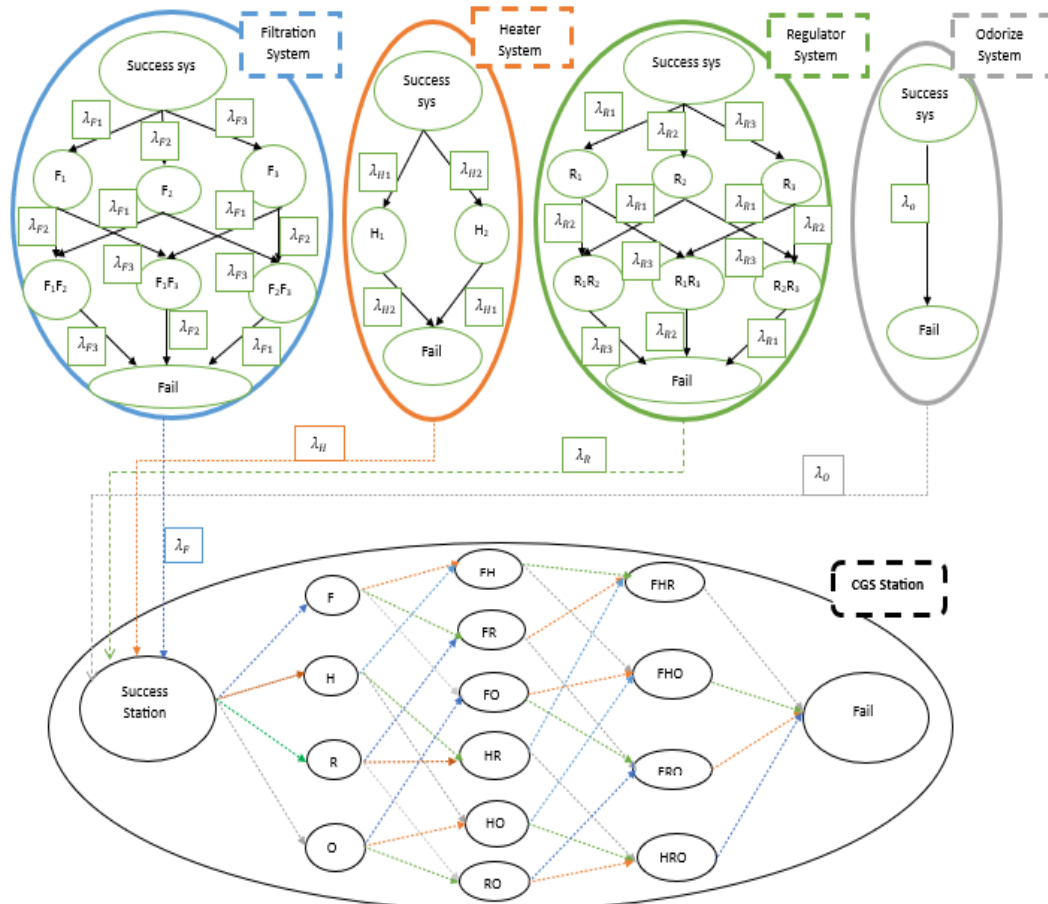 Filtration
System
Success sys
λF1
λF2
λF3
F1
F2
F3
λF2
λF1
λF1
λF2
λF3
λF3
F1F2
F1F3
F2F3
λF3
λF2
λF1
Fail
Heater
System
Success
sys
λH1
λH2
H1
H2
λH2
λH1
Fail
Regulator
System
Success sys
λR1
λR2
λR3
R1
R2
R3
λR2
λR1
λR1
λR2
λR3
λR3
R1R2
R1R3
R2R3
λR3
λR2
λR1
Fail
Odorize
System
Success
sys
λo
Fail
λH
λR
λO
λF
CGS Station
Success
Station
F
H
R
O
FH
FR
FO
HR
HO
RO
FHR
FHO
FRO
HRO
Fail